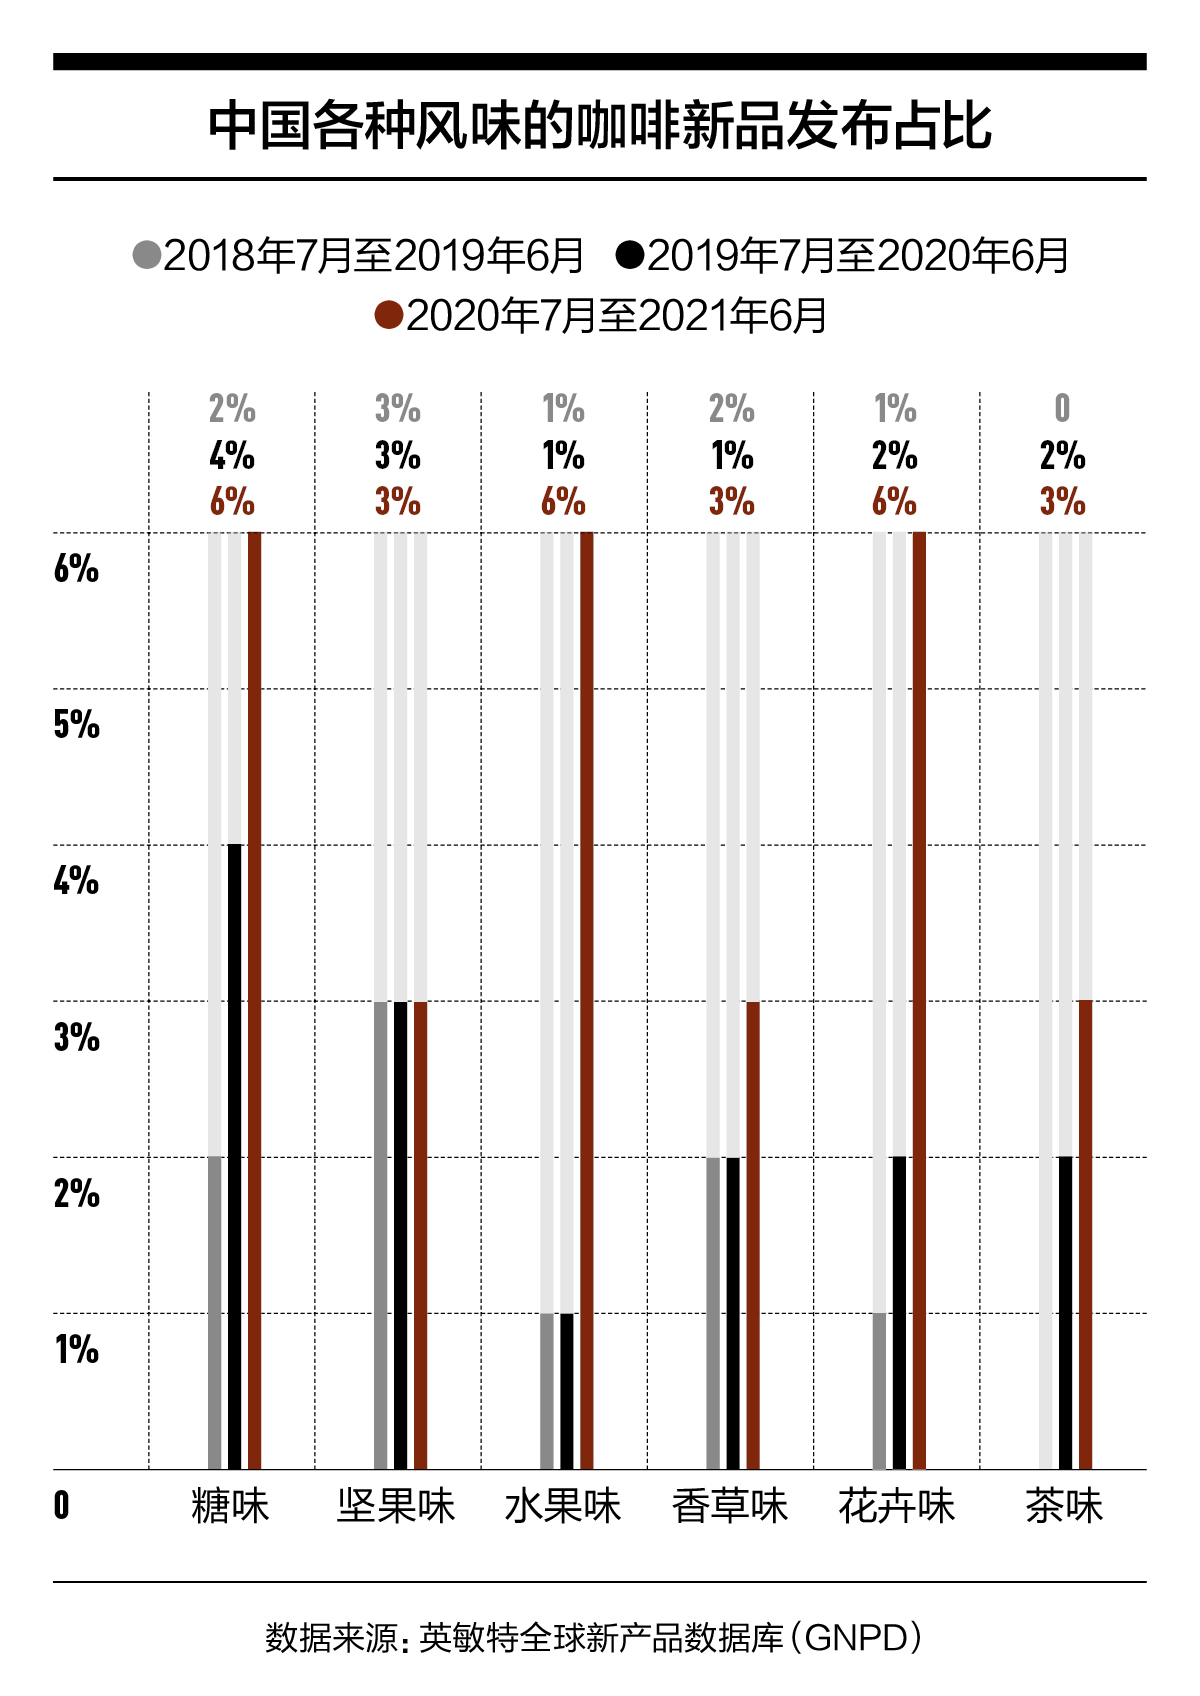 中国各种风味的咖啡新品发布占比
2018年7月至2019年6月 2019年7月至2020年6月
2020年7月至2021年6月
2% 3% 1% 2% 1% 0
4% 3% 1% 1% 2% 2%
6% 3% 6% 3% 6% 3%
6%
5%
4%
3%
2%
1%
0 糖味 坚果味 水果味 香草味 花卉味 茶味
数据来源：英敏特全球新产品数据库（GNPD）